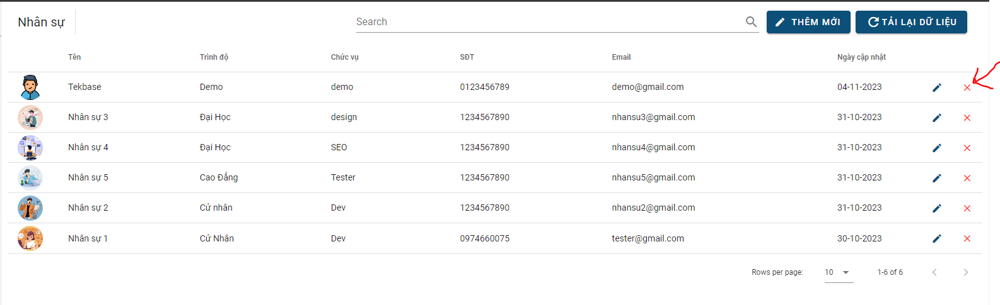 Nhân sự Search THÊM MỚI TẢI LẠI DỮ LIỆU
Tên Trình độ Chức vụ SĐT Email Ngày cập nhật
Tekbase Demo demo 0123456789 demo@gmail.com 04-11-2023
Nhân sự 3 Đại Học design 1234567890 nhansu3@gmail.com 31-10-2023
Nhân sự 4 Đại Học SEO 1234567890 nhansu4@gmail.com 31-10-2023
Nhân sự 5 Cao Đẳng Tester 1234567890 nhansu5@gmail.com 31-10-2023
Nhân sự 2 Cử nhân Dev 1234567890 nhansu2@gmail.com 31-10-2023
Nhân sự 1 Cử Nhân Dev 0974660075 tester@gmail.com 30-10-2023
Rows per page: 10 1-6 of 6